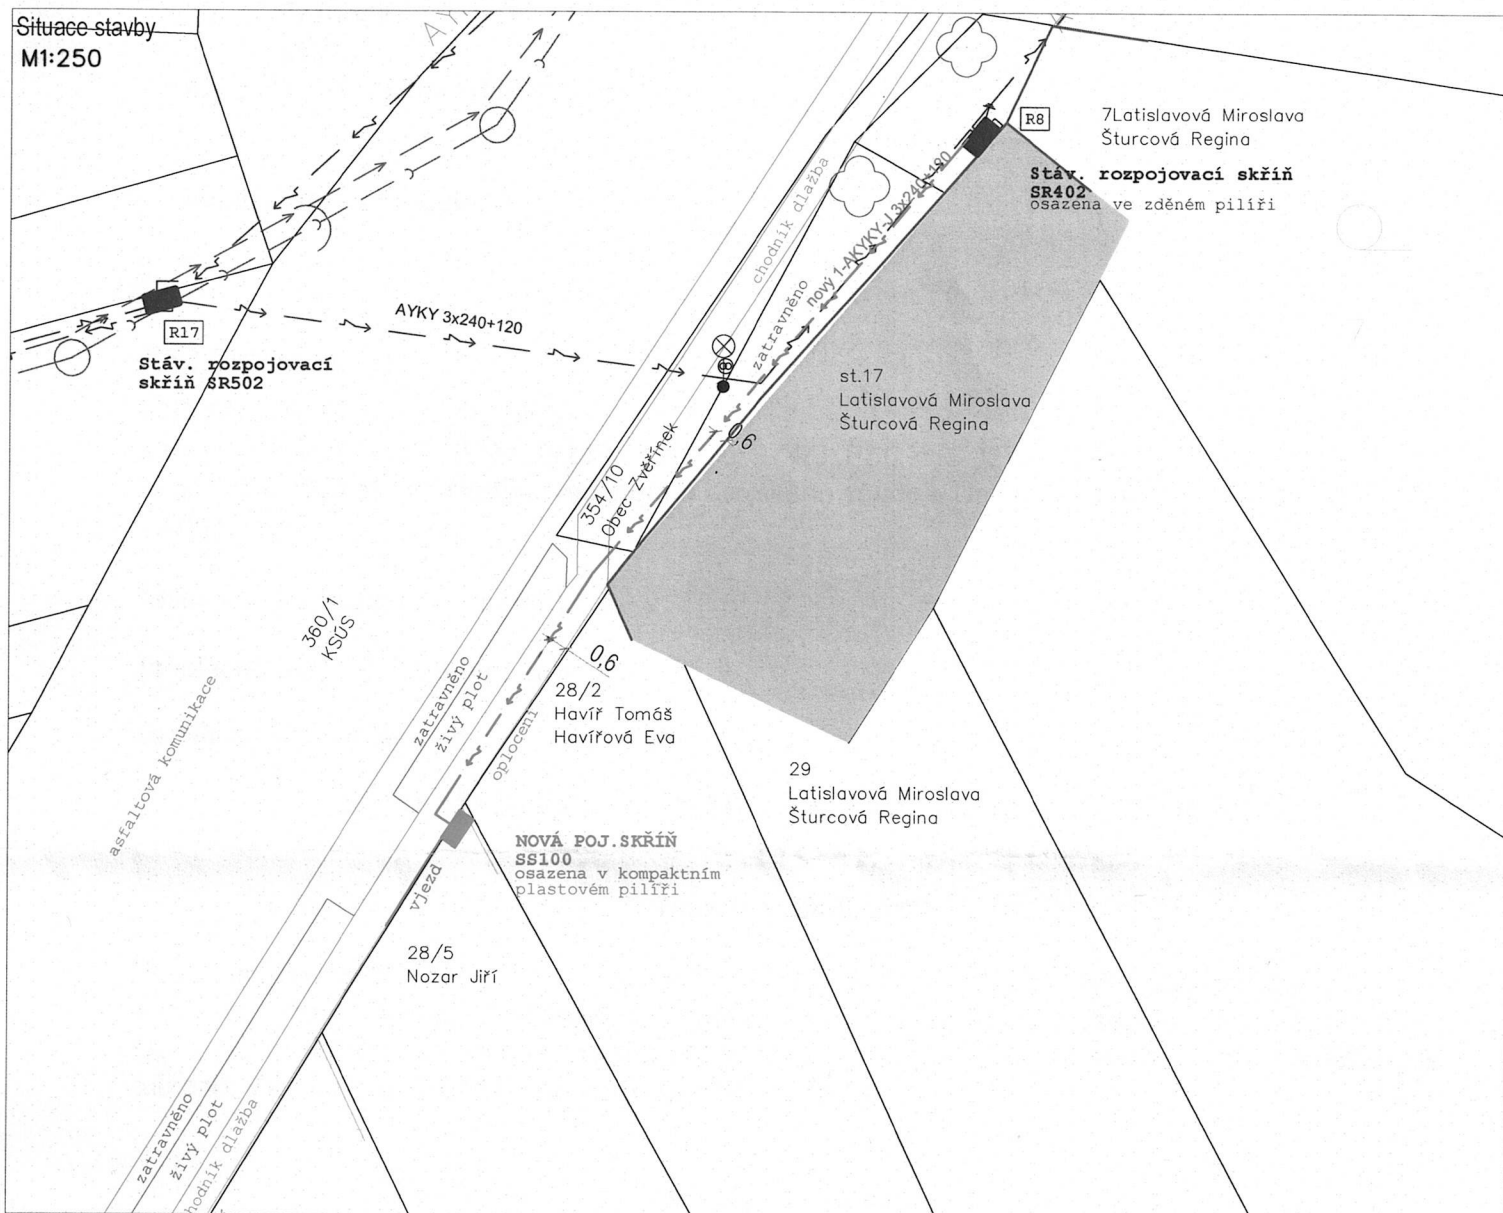 Situace stavby
M1:250
R8
7Latislavová Miroslava
Šturcová Regina
Stáv. rozpojovací skříň
SR402
osazena ve zděném pilíři
chodník dlažba
nový 1-AKYKY-J 3x240+120
zatravněno
AYKY 3x240+120
R17
Stáv. rozpojovací
skříň SR502
st.17
Latislavová Miroslava
Šturcová Regina
0,6
354/10
Obec Zvěřínek
360/1
KSÚS
asfaltová komunikace
zatravněno
živý plot
0,6
28/2
Havíř Tomáš
Havířová Eva
oplocení
29
Latislavová Miroslava
Šturcová Regina
NOVÁ POJ.SKŘÍŇ
SS100
osazena v kompaktním
plastovém pilíři
vjezd
28/5
Nozar Jiří
zatravněno
živý plot
hodník dlažba